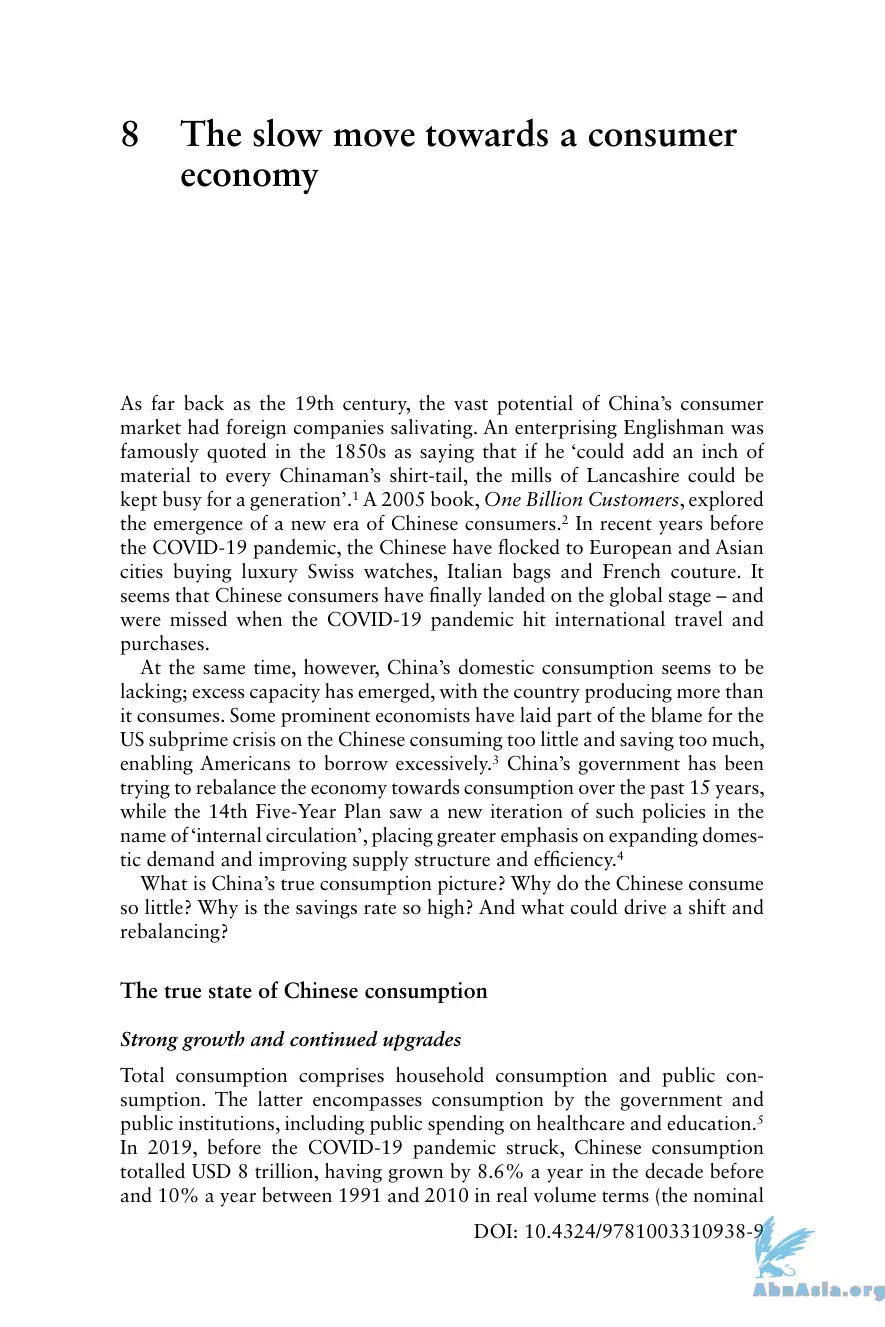 8 The slow move towards a consumer
economy
As far back as the 19th century, the vast potential of China’s consumer
market had foreign companies salivating. An enterprising Englishman was
famously quoted in the 1850s as saying that if he ‘could add an inch of
material to every Chinaman’s shirt-tail, the mills of Lancashire could be
kept busy for a generation’.¹ A 2005 book, One Billion Customers, explored
the emergence of a new era of Chinese consumers.² In recent years before
the COVID-19 pandemic, the Chinese have flocked to European and Asian
cities buying luxury Swiss watches, Italian bags and French couture. It
seems that Chinese consumers have finally landed on the global stage – and
were missed when the COVID-19 pandemic hit international travel and
purchases.
At the same time, however, China’s domestic consumption seems to be
lacking; excess capacity has emerged, with the country producing more than
it consumes. Some prominent economists have laid part of the blame for the
US subprime crisis on the Chinese consuming too little and saving too much,
enabling Americans to borrow excessively.³ China’s government has been
trying to rebalance the economy towards consumption over the past 15 years,
while the 14th Five-Year Plan saw a new iteration of such policies in the
name of ‘internal circulation’, placing greater emphasis on expanding domes-
tic demand and improving supply structure and efficiency.⁴
What is China’s true consumption picture? Why do the Chinese consume
so little? Why is the savings rate so high? And what could drive a shift and
rebalancing?
The true state of Chinese consumption
Strong growth and continued upgrades
Total consumption comprises household consumption and public con-
sumption. The latter encompasses consumption by the government and
public institutions, including public spending on healthcare and education.⁵
In 2019, before the COVID-19 pandemic struck, Chinese consumption
totalled USD 8 trillion, having grown by 8.6% a year in the decade before
and 10% a year between 1991 and 2010 in real volume terms (the nominal
DOI: 10.4324/9781003310938-9
AbnAsia.org